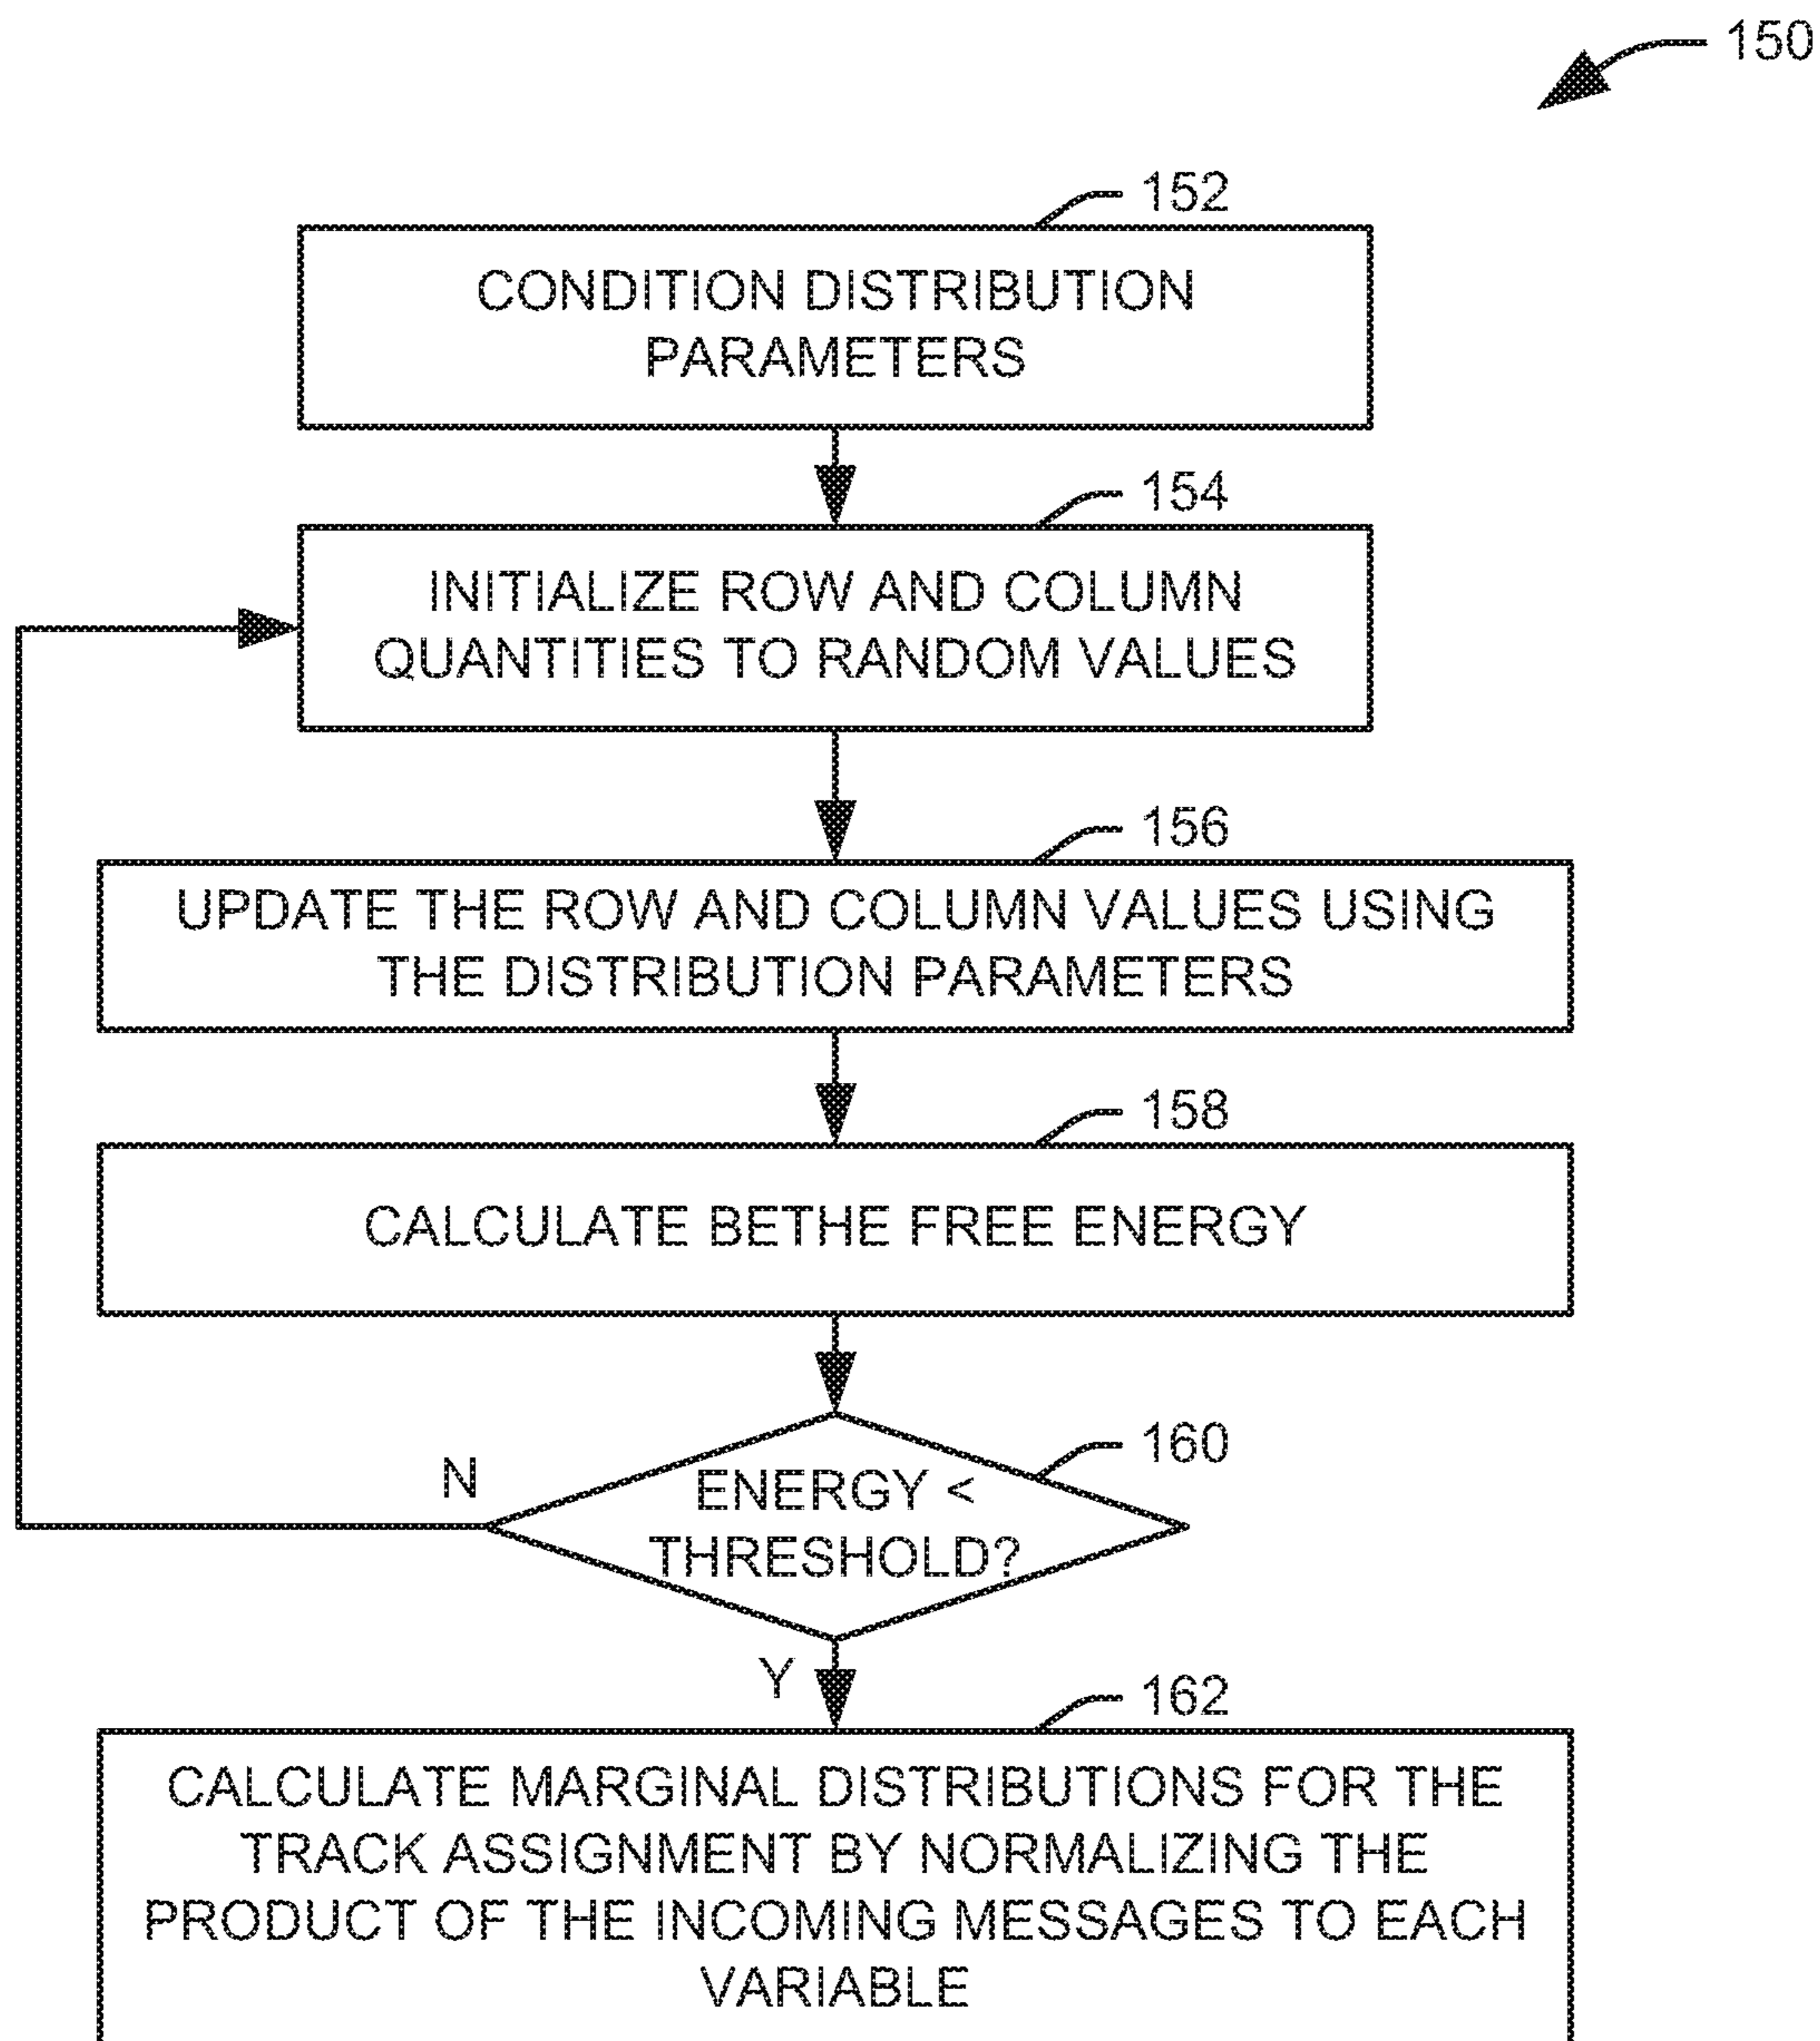 150
152
CONDITION DISTRIBUTION
PARAMETERS
154
INITIALIZE ROW AND COLUMN
QUANTITIES TO RANDOM VALUES
156
UPDATE THE ROW AND COLUMN VALUES USING
THE DISTRIBUTION PARAMETERS
158
CALCULATE BETHE FREE ENERGY
160
N
ENERGY <
THRESHOLD?
Y
162
CALCULATE MARGINAL DISTRIBUTIONS FOR THE
TRACK ASSIGNMENT BY NORMALIZING THE
PRODUCT OF THE INCOMING MESSAGES TO EACH
VARIABLE